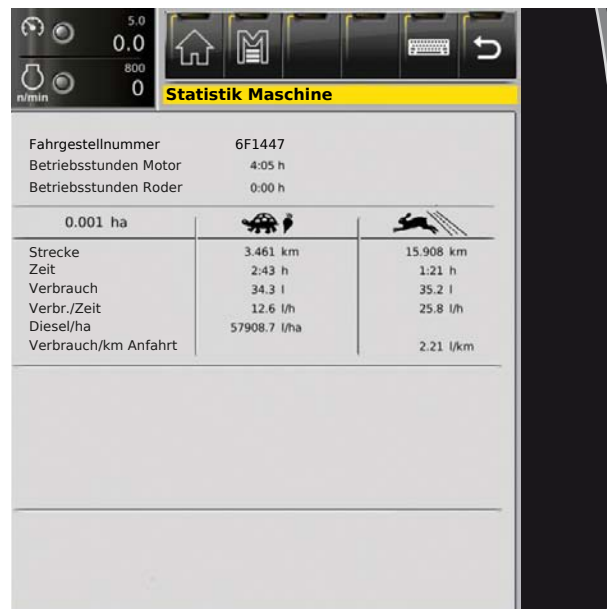 5.0
0.0
800
0
n/min
Statistik Maschine
Fahrgestellnummer 6F1447
Betriebsstunden Motor 4:05 h
Betriebsstunden Roder 0:00 h
0.001 ha
Strecke 3.461 km 15.908 km
Zeit 2:43 h 1:21 h
Verbrauch 34.3 l 35.2 l
Verbr./Zeit 12.6 l/h 25.8 l/h
Diesel/ha 57908.7 l/ha
Verbrauch/km Anfahrt 2.21 l/km